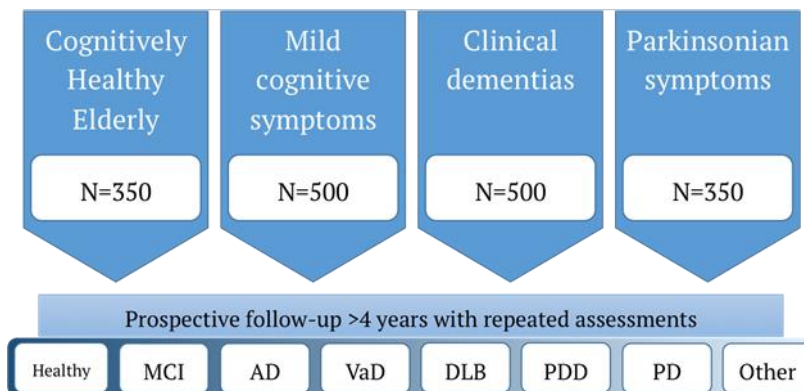 Cognitively
Healthy
Elderly
N=350
Mild
cognitive
symptoms
N=500
Clinical
dementias
N=500
Parkinsonian
symptoms
N=350
Prospective follow-up >4 years with repeated assessments
Healthy
MCI
AD
VaD
DLB
PDD
PD
Other